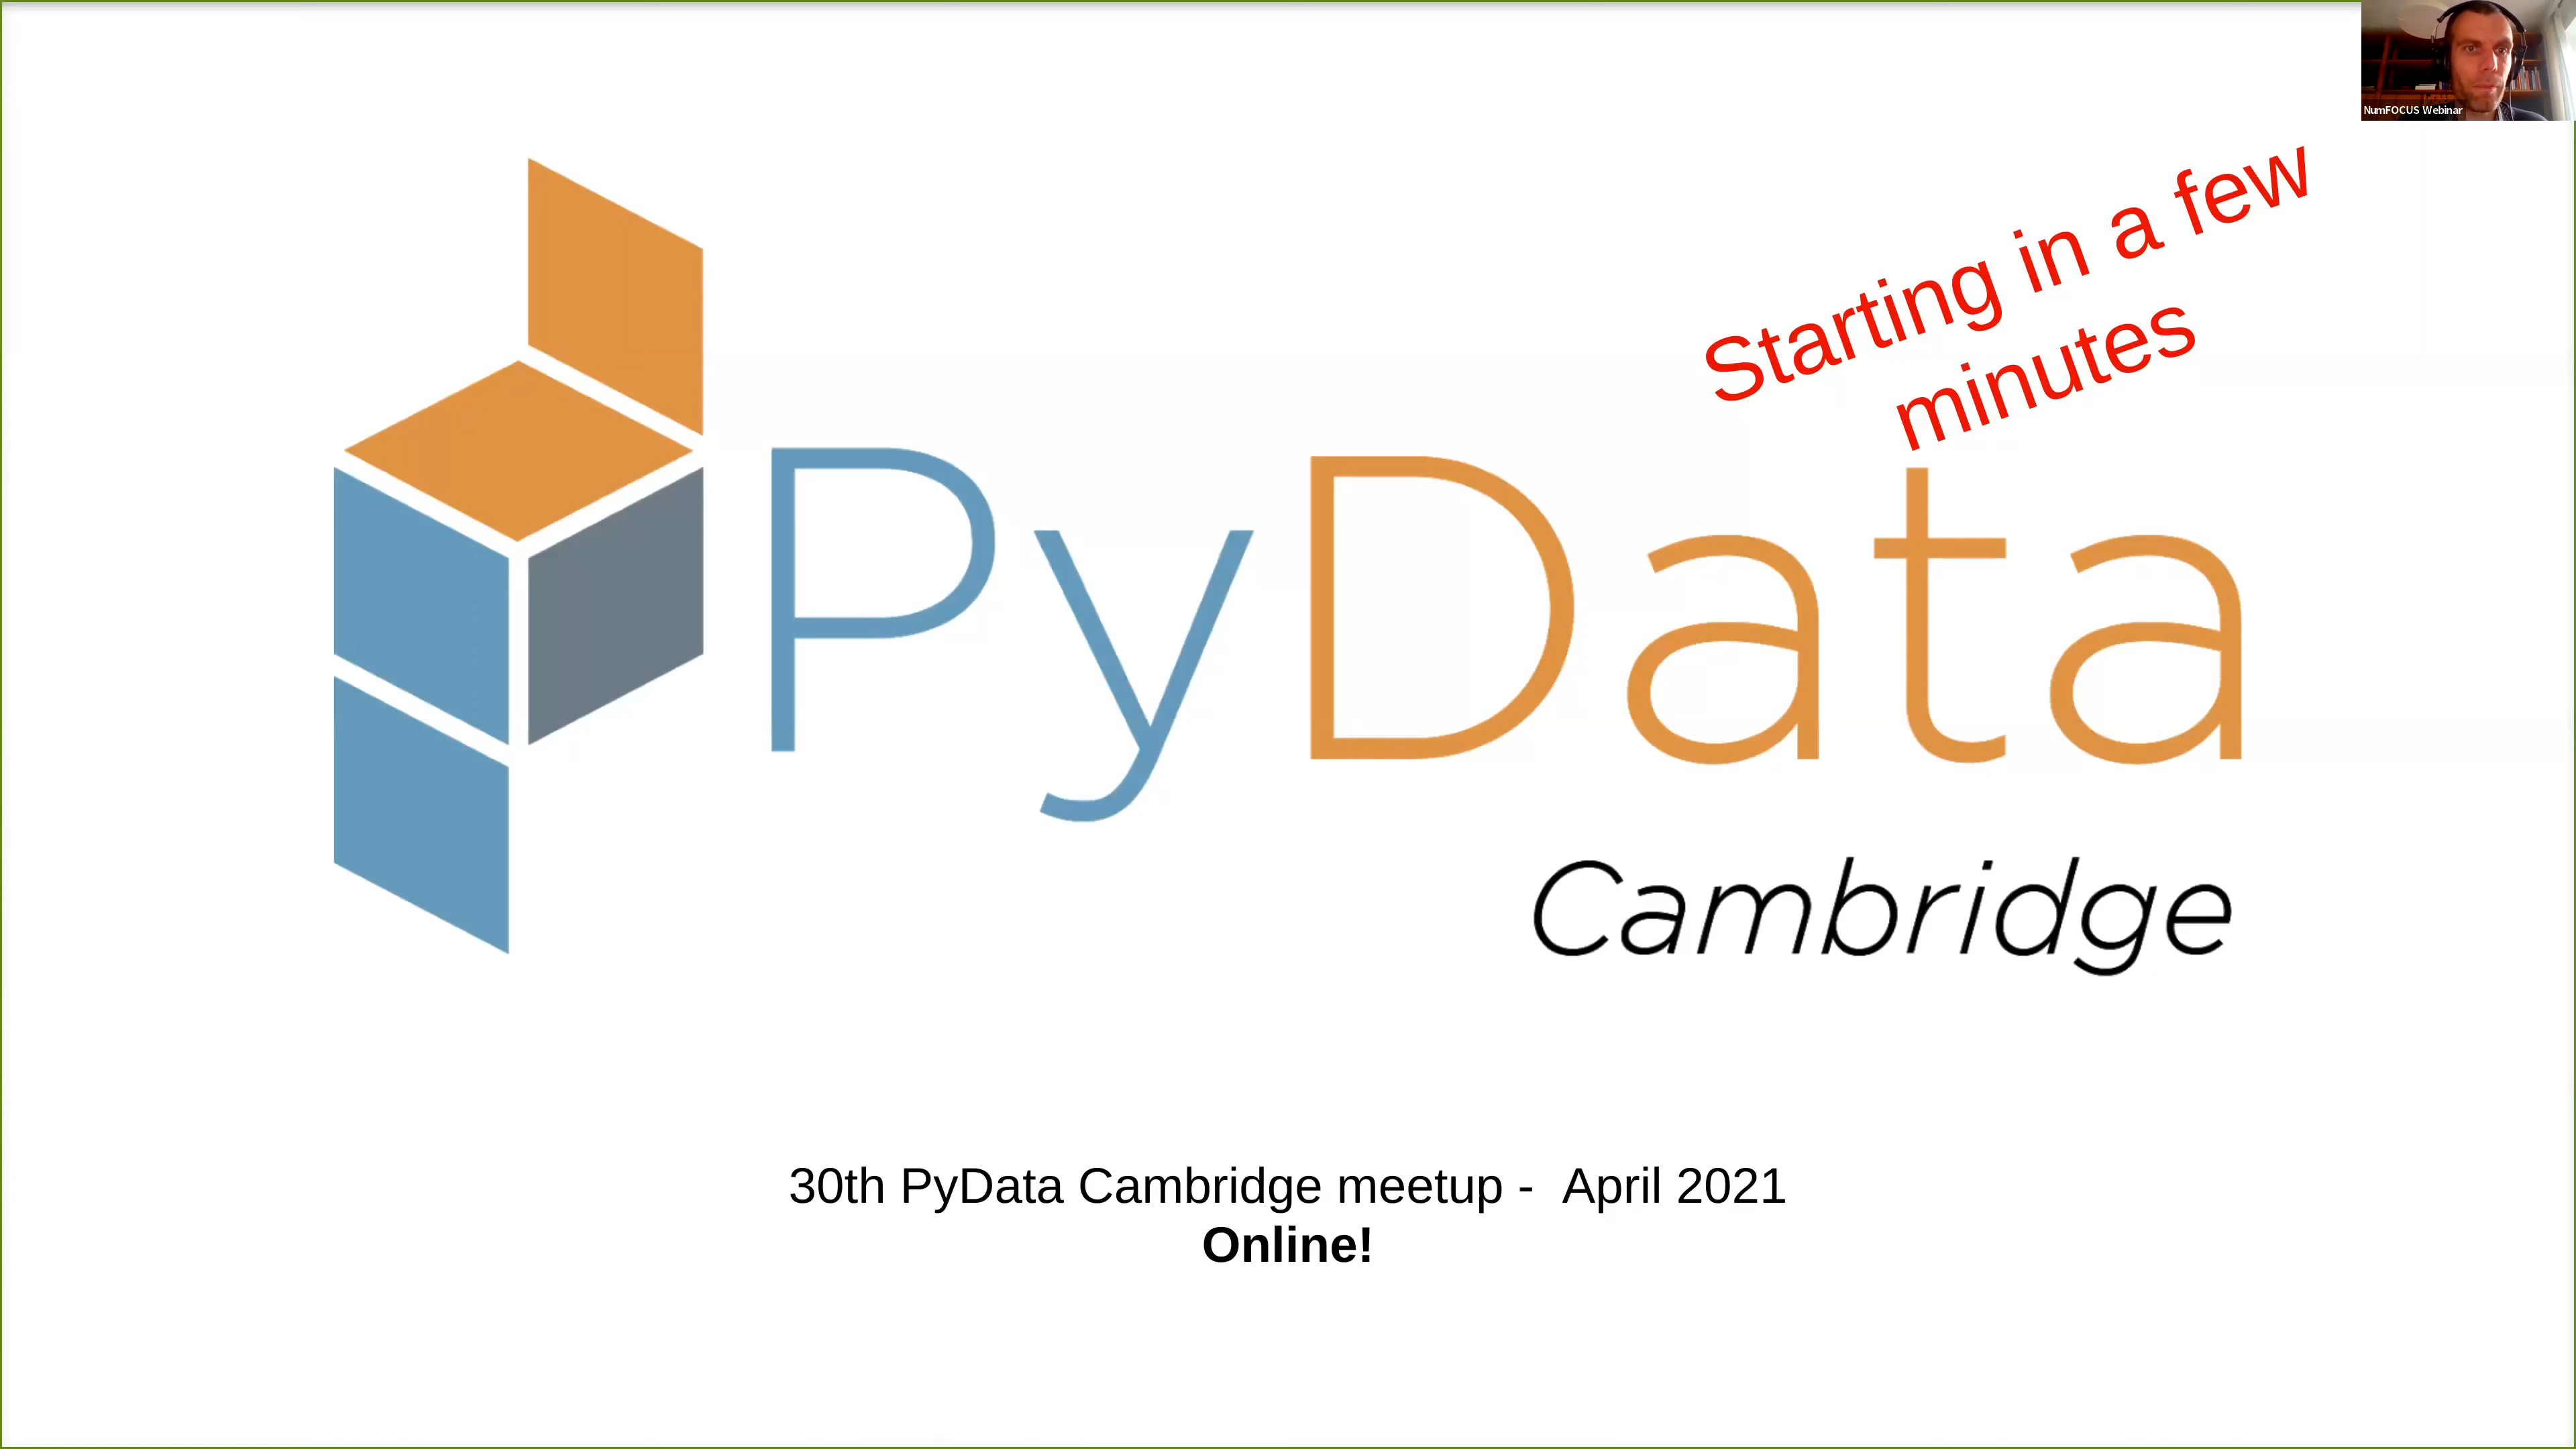 NumFOCUS Webinar
Starting in a few
minutes
PyData
Cambridge
30th PyData Cambridge meetup -  April 2021
Online!